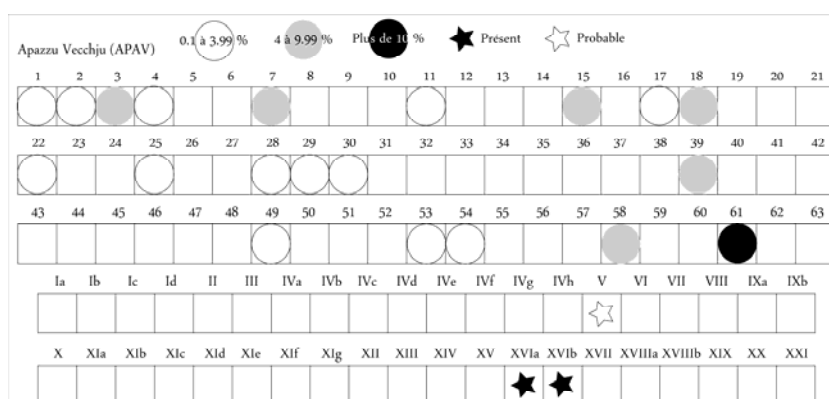 0.1 à 3.99 % 4 à 9.99 % Plus de 10 % Présent Probable
Apazzu Vecchju (APAV)
1 2 3 4 5 6 7 8 9 10 11 12 13 14 15 16 17 18 19 20 21
22 23 24 25 26 27 28 29 30 31 32 33 34 35 36 37 38 39 40 41 42
43 44 45 46 47 48 49 50 51 52 53 54 55 56 57 58 59 60 61 62 63
Ia Ib Ic Id II III IVa IVb IVc IVd IVe IVf IVg IVh V VI VII VIII IXa IXb
X XIa XIb XIc XId XIe XIf XIg XII XIII XIV XV XVIa XVIb XVII XVIIIa XVIIIb XIX XX XXI